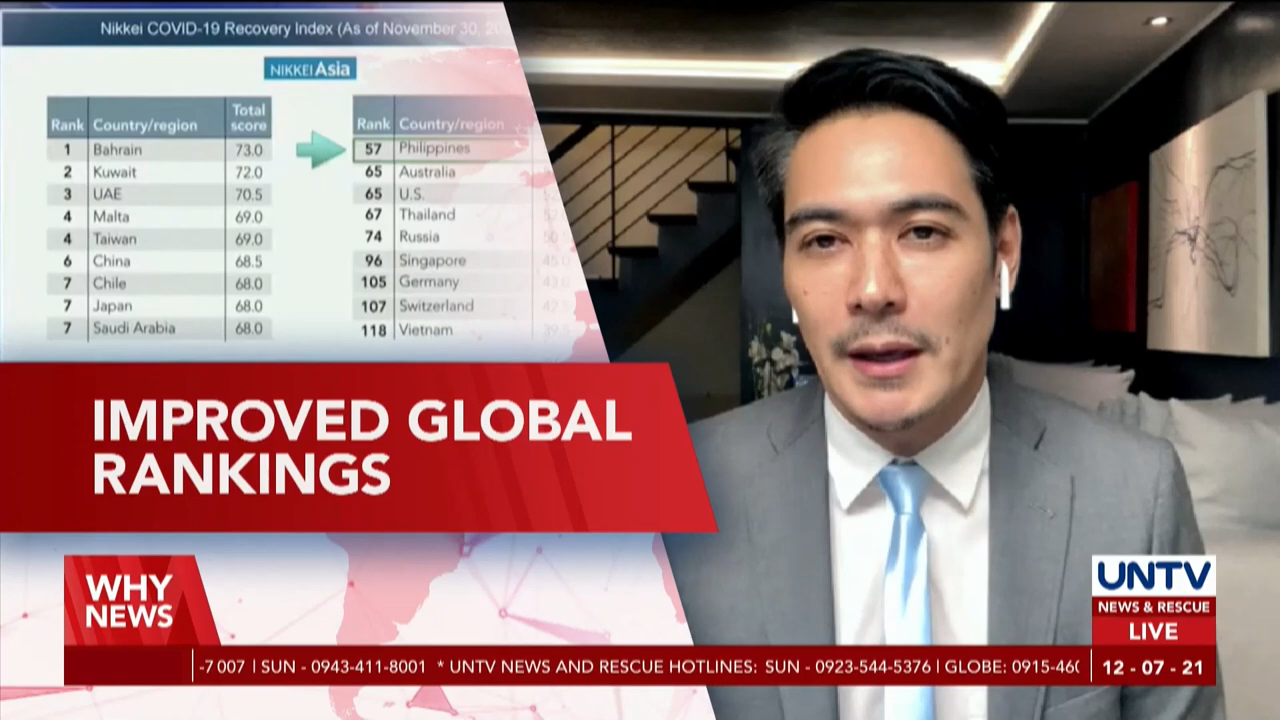 Nikkei COVID-19 Recovery Index (As of November 30, 20
NIKKEI Asia
Rank Country/region Total score
1 Bahrain 73.0
2 Kuwait 72.0
3 UAE 70.5
4 Malta 69.0
4 Taiwan 69.0
6 China 68.5
7 Chile 68.0
7 Japan 68.0
7 Saudi Arabia 68.0
Rank Country/region
57 Philippines
65 Australia
65 U.S.
67 Thailand
74 Russia
96 Singapore 45.0
105 Germany
107 Switzerland
118 Vietnam
IMPROVED GLOBAL
RANKINGS
WHY
NEWS
UNTV
NEWS & RESCUE
LIVE
-7007 | SUN - 0943-411-8001 * UNTV NEWS AND RESCUE HOTLINES: SUN - 0923-544-5376 | GLOBE: 0915-460
12 - 07 - 21